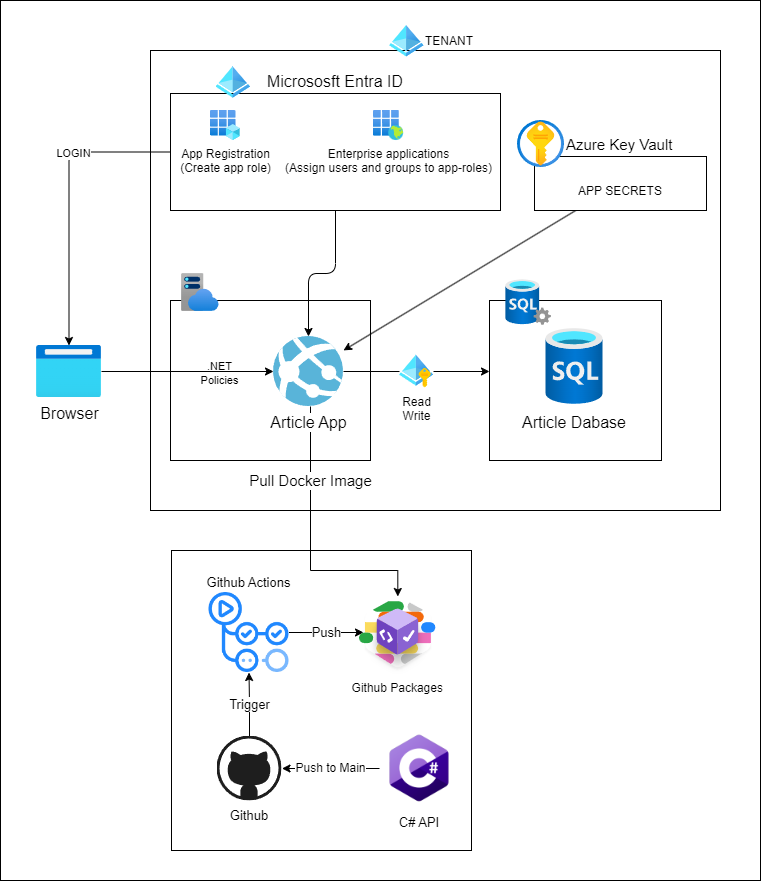 TENANT
Micrososft Entra ID
App Registration
(Create app role)
Enterprise applications
(Assign users and groups to app-roles)
Azure Key Vault
APP SECRETS
LOGIN
SQL
SQL
.NET
Policies
Browser
Article App
Read
Write
Article Dabase
Pull Docker Image
Github Actions
Push
Github Packages
Trigger
Push to Main
C#
Github
C# API